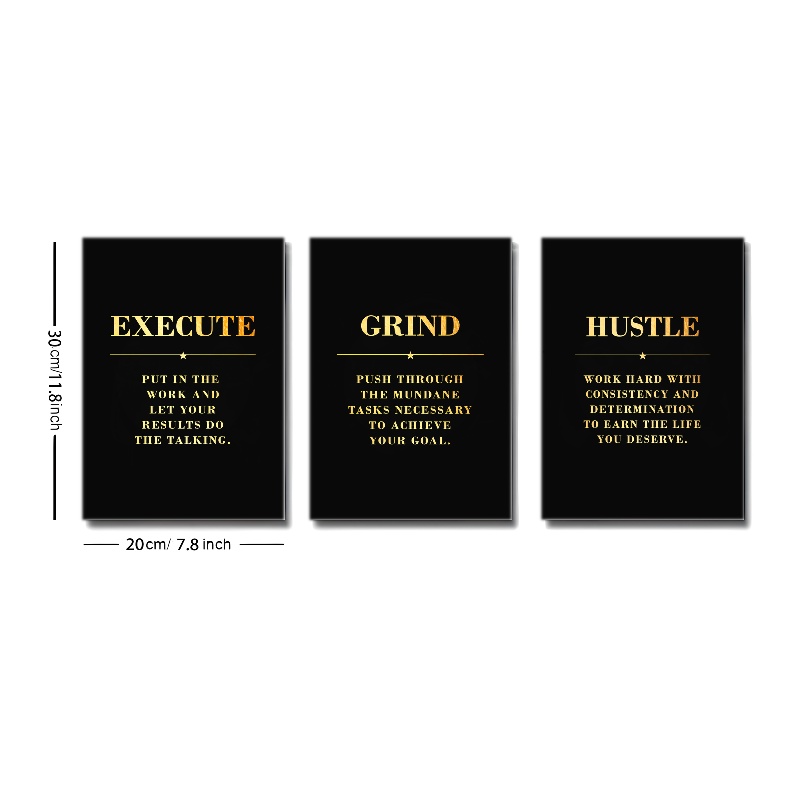 30cm/11.8inch
EXECUTE
PUT IN THE
WORK AND
LET YOUR
RESULTS DO
THE TALKING.
GRIND
PUSH THROUGH
THE MUNDANE
TASKS NECESSARY
TO ACHIEVE
YOUR GOAL.
HUSTLE
WORK HARD WITH
CONSISTENCY AND
DETERMINATION
TO EARN THE LIFE
YOU DESERVE.
20cm/ 7.8 inch